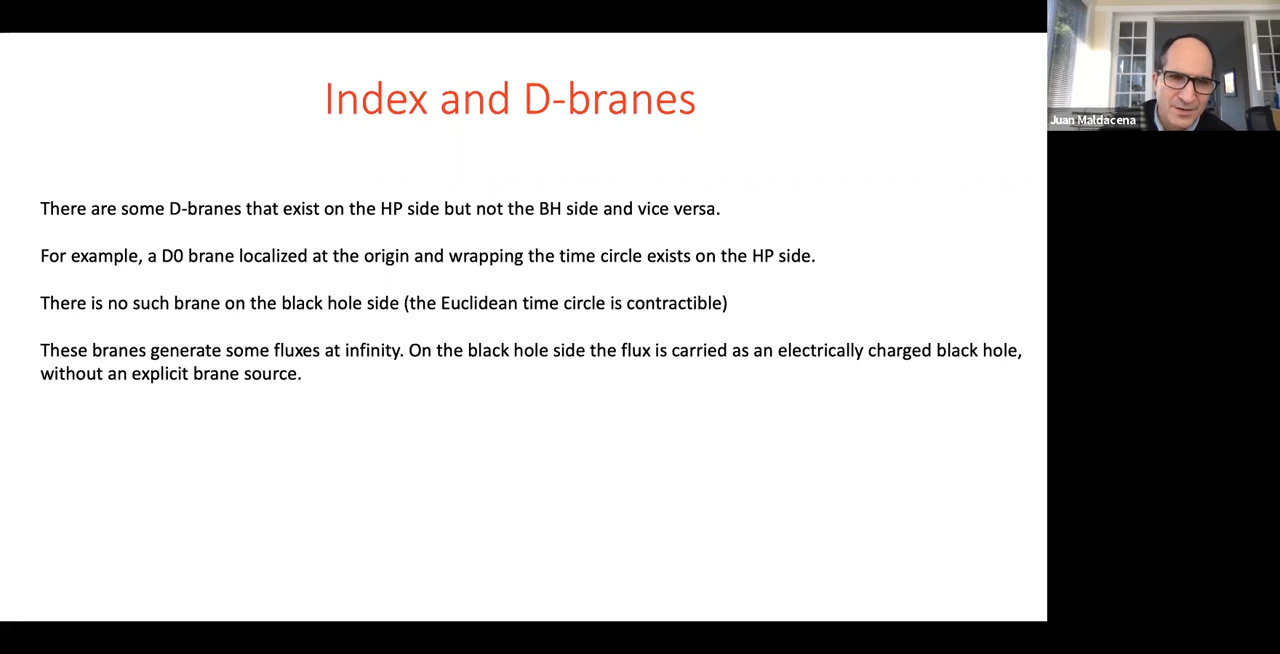 Index and D-branes
Juan Maldacena
There are some D-branes that exist on the HP side but not the BH side and vice versa.
For example, a D0 brane localized at the origin and wrapping the time circle exists on the HP side.
There is no such brane on the black hole side (the Euclidean time circle is contractible)
These branes generate some fluxes at infinity. On the black hole side the flux is carried as an electrically charged black hole,
without an explicit brane source.